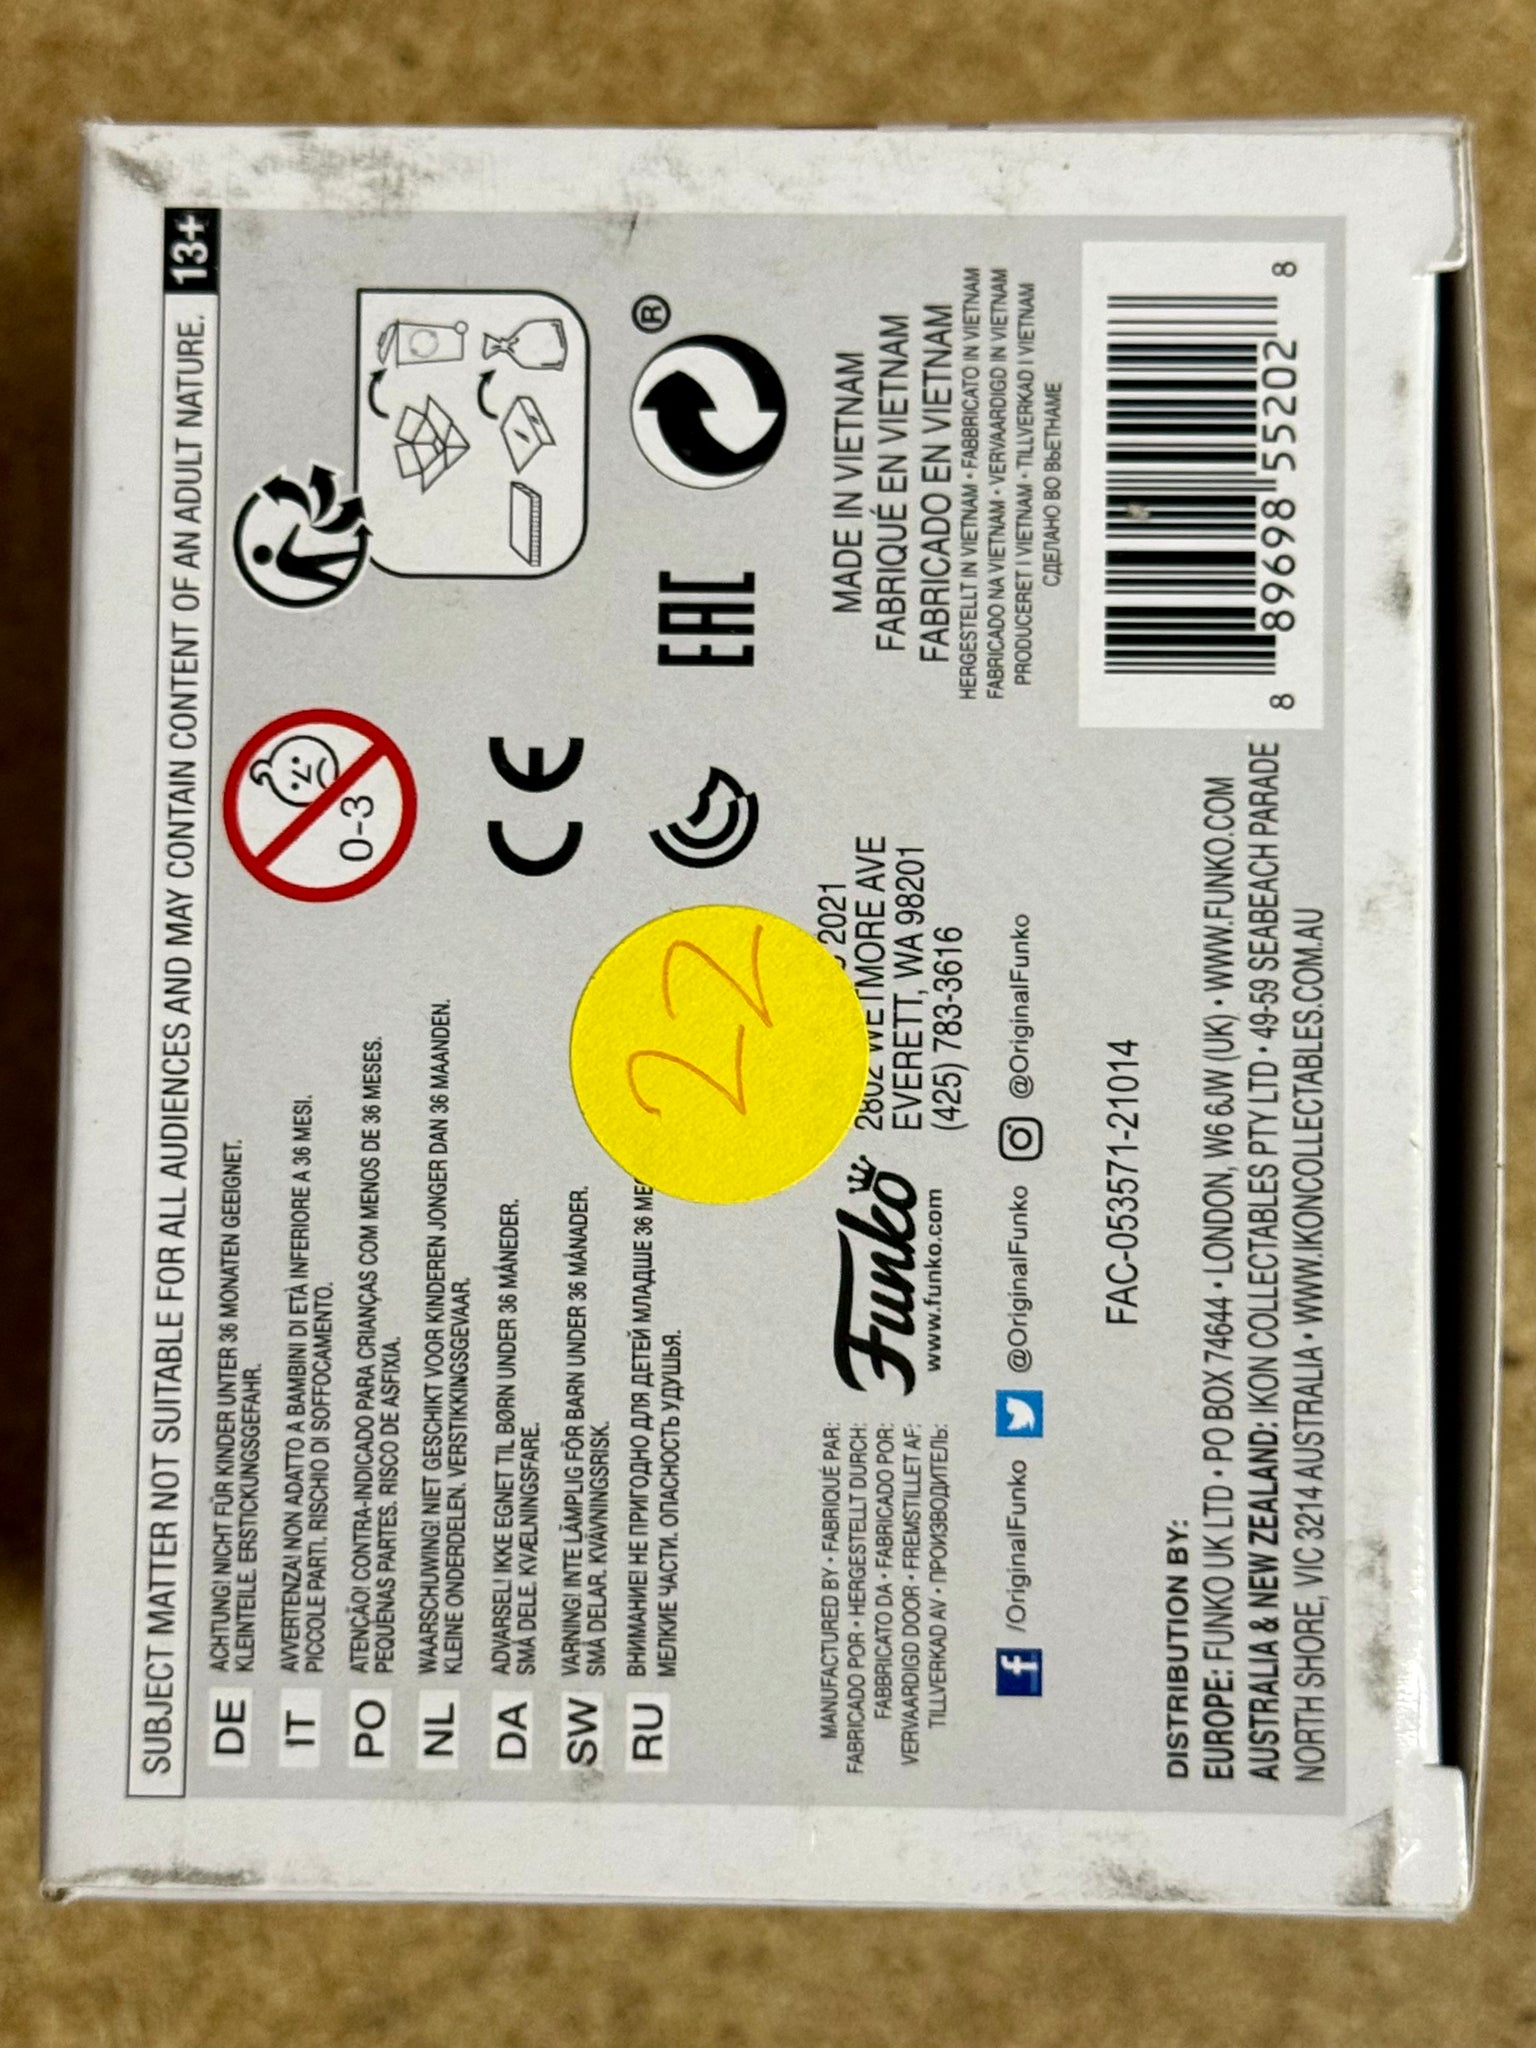 SUBJECT MATTER NOT SUITABLE FOR ALL AUDIENCES AND MAY CONTAIN CONTENT OF AN ADULT NATURE. 13+
DE ACHTUNG! NICHT FÜR KINDER UNTER 36 MONATEN GEEIGNET.
KLEINTEILE. ERSTICKUNGSGEFAHR.
IT AVVERTENZA! NON ADATTO A BAMBINI DI ETÀ INFERIORE A 36 MESI.
PICCOLE PARTI. RISCHIO DI SOFFOCAMENTO.
PO ATENÇÃO! CONTRA-INDICADO PARA CRIANÇAS COM MENOS DE 36 MESES.
PEQUENAS PARTES. RISCO DE ASFIXIA.
NL WAARSCHUWING! NIET GESCHIKT VOOR KINDEREN JONGER DAN 36 MAANDEN.
KLEINE ONDERDELEN. VERSTIKKINGSGEVAAR.
DA ADVARSEL! IKKE EGNET TIL BØRN UNDER 36 MÅNEDER.
SMÅ DELE. KVÆLNINGSFARE.
SW VARNING! INTE LÄMPLIG FÖR BARN UNDER 36 MÅNADER.
SMÅ DELAR. KVÄVNINGSRISK.
RU ВНИМАНИЕ! НЕ ПРИГОДНО ДЛЯ ДЕТЕЙ МЛАДШЕ 36
МЕЛКИЕ ЧАСТИ. ОПАСНОСТЬ УДУШЬЯ.
0-3
CE
EAC
®
22
MANUFACTURED BY • FABRIQUÉ PAR:
FABRICADO POR • HERGESTELLT DURCH:
FABBRICATO DA • FABRICADO POR:
VERVAARDIGD DOOR • FREMSTILLET AF:
TILLVERKAD AV • ПРОИЗВОДИТЕЛЬ:
Funko
www.funko.com
2021
2802 WETMORE AVE
EVERETT, WA 98201
(425) 783-3616
MADE IN VIETNAM
FABRIQUÉ EN VIETNAM
FABRICADO EN VIETNAM
HERGESTELLT IN VIETNAM • FABBRICATO IN VIETNAM
FABRICADO NA VIETNAM • VERVAARDIGD IN VIETNAM
PRODUCERET I VIETNAM • TILLVERKAD I VIETNAM
СДЕЛАНО ВО ВЬЕТНАМЕ
/OriginalFunko @OriginalFunko @OriginalFunko
FAC-053571-21014
DISTRIBUTION BY:
EUROPE: FUNKO UK LTD • PO BOX 74644 • LONDON, W6 6JW (UK) • WWW.FUNKO.COM
AUSTRALIA & NEW ZEALAND: IKON COLLECTABLES PTY LTD • 49-59 SEABEACH PARADE
NORTH SHORE, VIC 3214 AUSTRALIA • WWW.IKONCOLLECTABLES.COM.AU
8 89698 55202 8